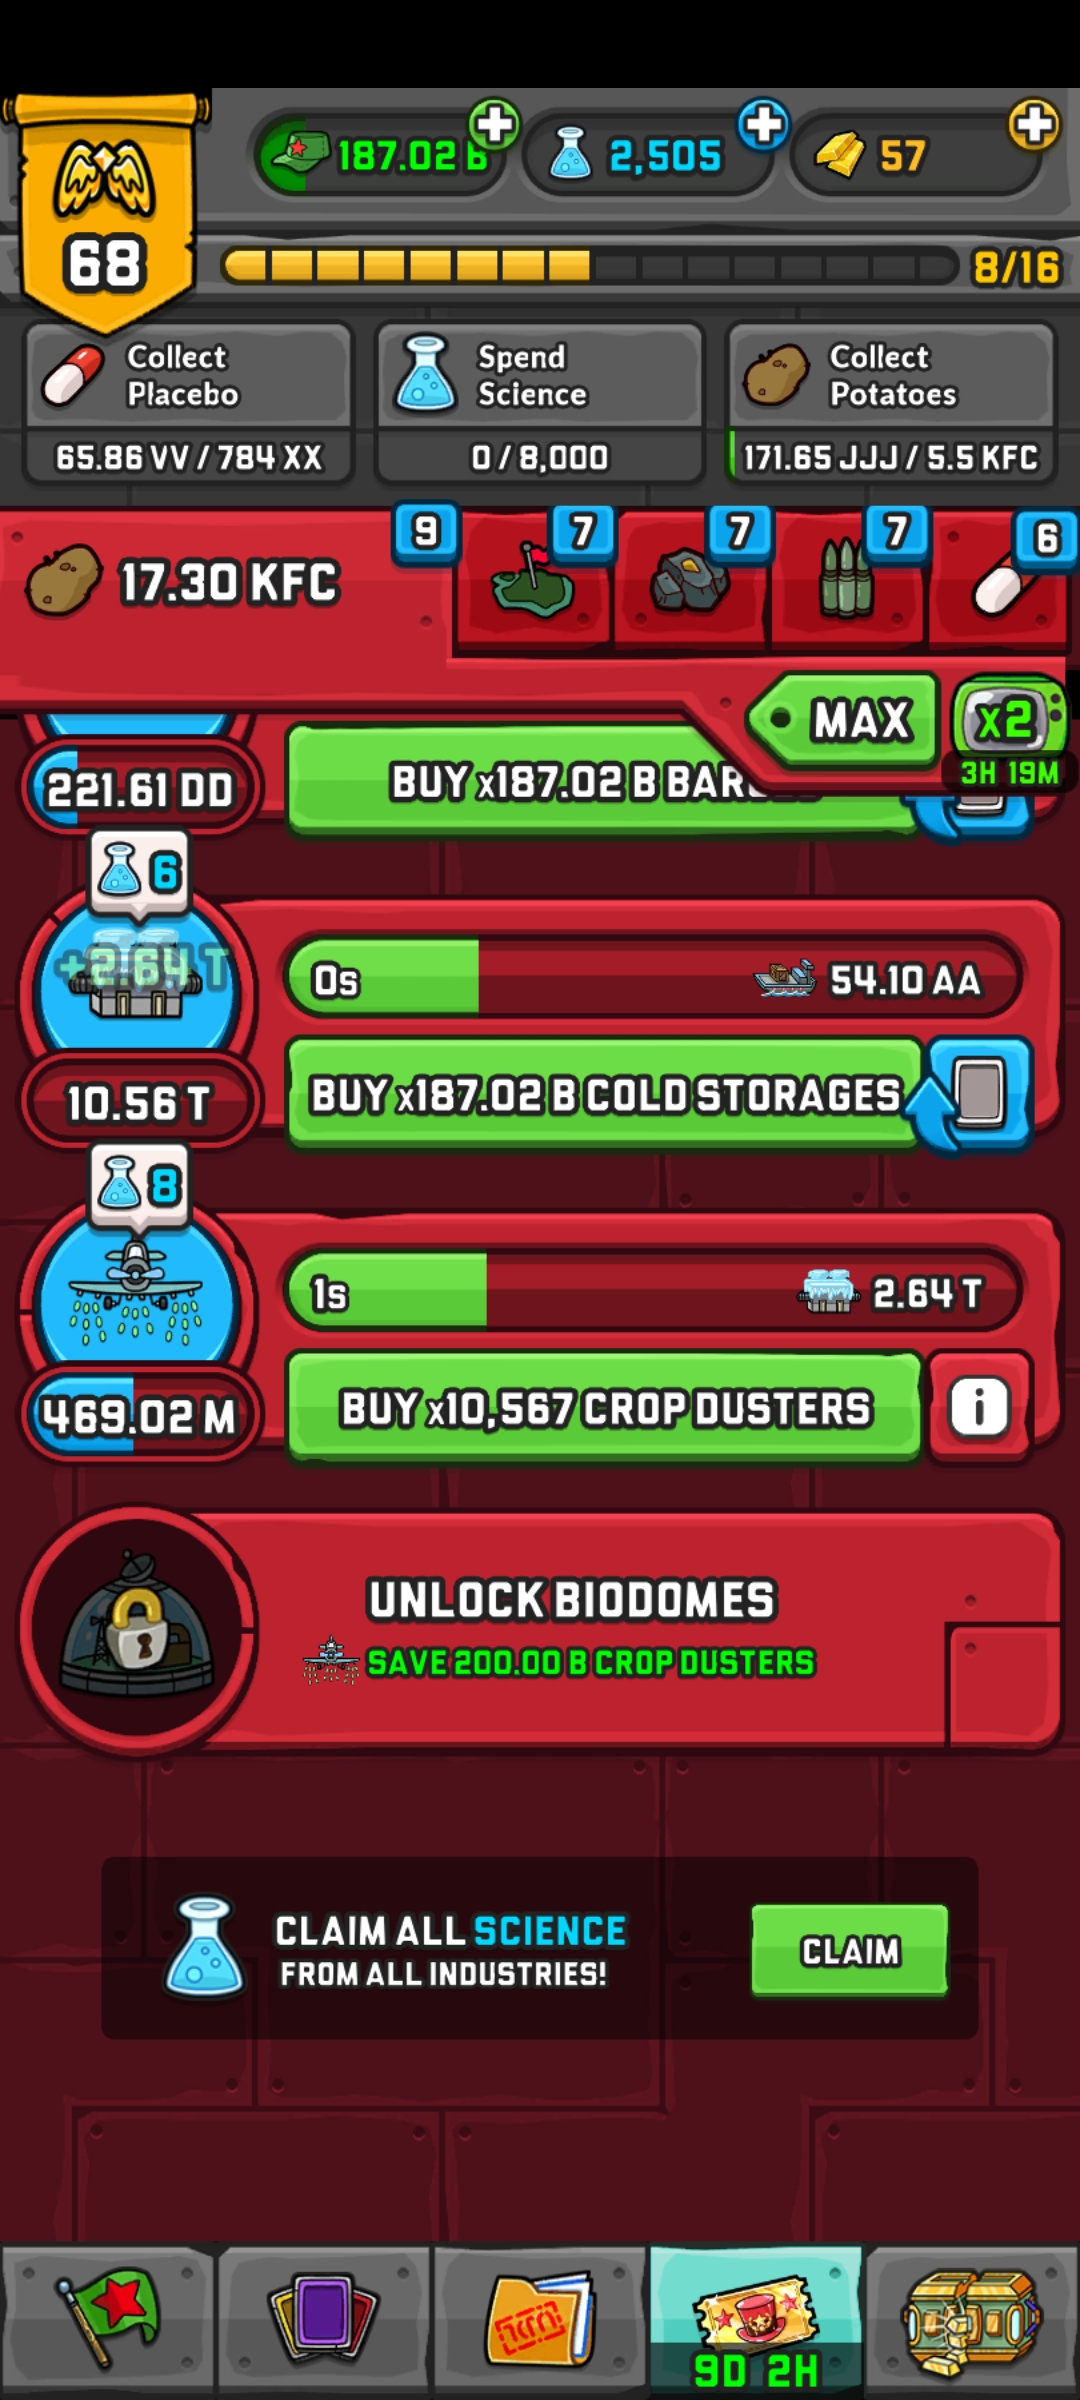 187.02 B
2,505
57
68
8/16
Collect
Placebo
65.86 VV / 784 XX
Spend
Science
0 / 8,000
Collect
Potatoes
171.65 JJJ / 5.5 KFC
17.30 KFC
9
7
7
7
6
MAX
x2
3H 19M
221.61 DD
BUY x187.02 B
6
+2.64 T
0s
54.10 AA
10.56 T
BUY x187.02 B COLD STORAGES
8
1s
2.64 T
469.02 M
BUY x10,567 CROP DUSTERS
i
UNLOCK BIODOMES
SAVE 200.00 B CROP DUSTERS
CLAIM ALL SCIENCE
FROM ALL INDUSTRIES!
CLAIM
9D 2H